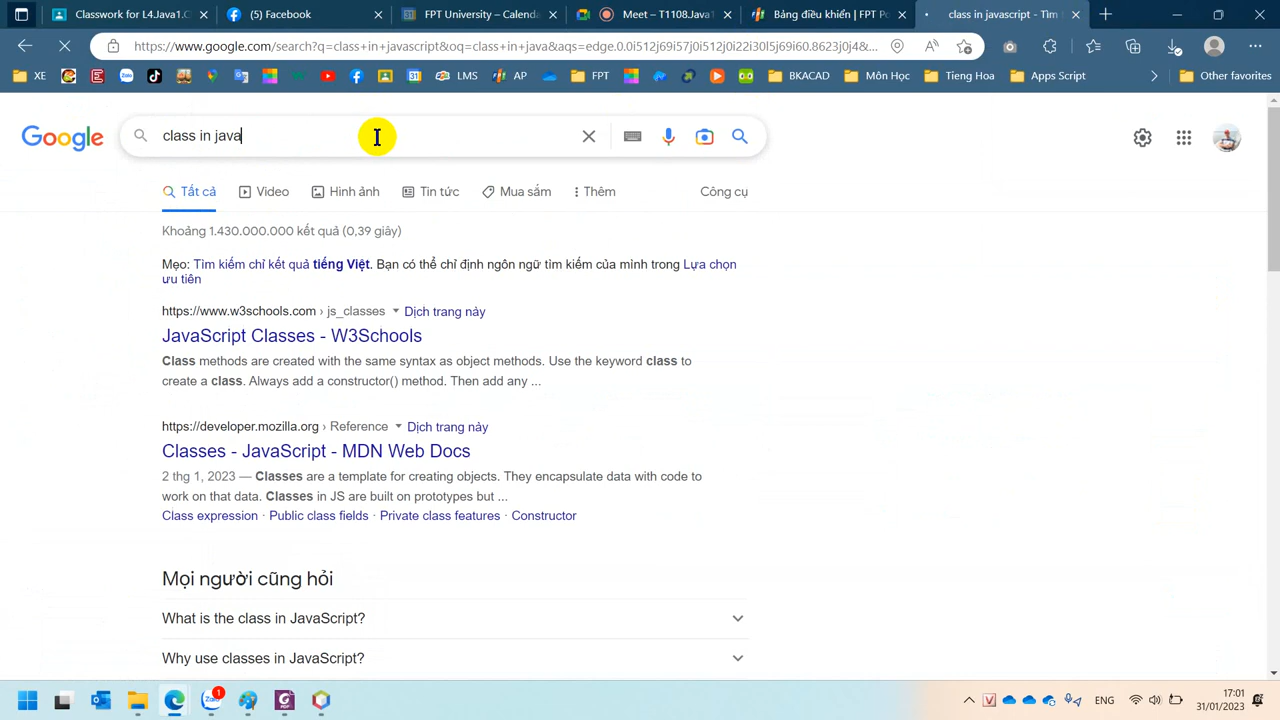 Classwork for L4Java1.0
(5) Facebook
FPT University – Calenda
Meet – T1108Java1
Bảng điều khiển | FPT Po
class in javascript - Tìm
https://www.google.com/search?q=class+in+javascript&oq=class+in+java&aqs=edge.0.0i512j69i57j0i512j0i22i30l5j69i60.8623j0j4&...
XE
LMS
AP
FPT
BKACAD
Môn Học
Tieng Hoa
Apps Script
Other favorites
Google
class in java
Tất cả
Video
Hình ảnh
Tin tức
Mua sắm
Thêm
Công cụ
Khoảng 1.430.000.000 kết quả (0,39 giây)
Mẹo: Tìm kiếm chỉ kết quả tiếng Việt. Bạn có thể chỉ định ngôn ngữ tìm kiếm của mình trong Lựa chọn
ưu tiên
https://www.w3schools.com › js_classes
Dịch trang này
JavaScript Classes - W3Schools
Class methods are created with the same syntax as object methods. Use the keyword class to
create a class. Always add a constructor() method. Then add any ...
https://developer.mozilla.org › Reference
Dịch trang này
Classes - JavaScript - MDN Web Docs
2 thg 1, 2023 — Classes are a template for creating objects. They encapsulate data with code to
work on that data. Classes in JS are built on prototypes but ...
Class expression · Public class fields · Private class features · Constructor
Mọi người cũng hỏi
What is the class in JavaScript?
Why use classes in JavaScript?
Zalo
1
PDF
ENG
17:01
31/01/2023